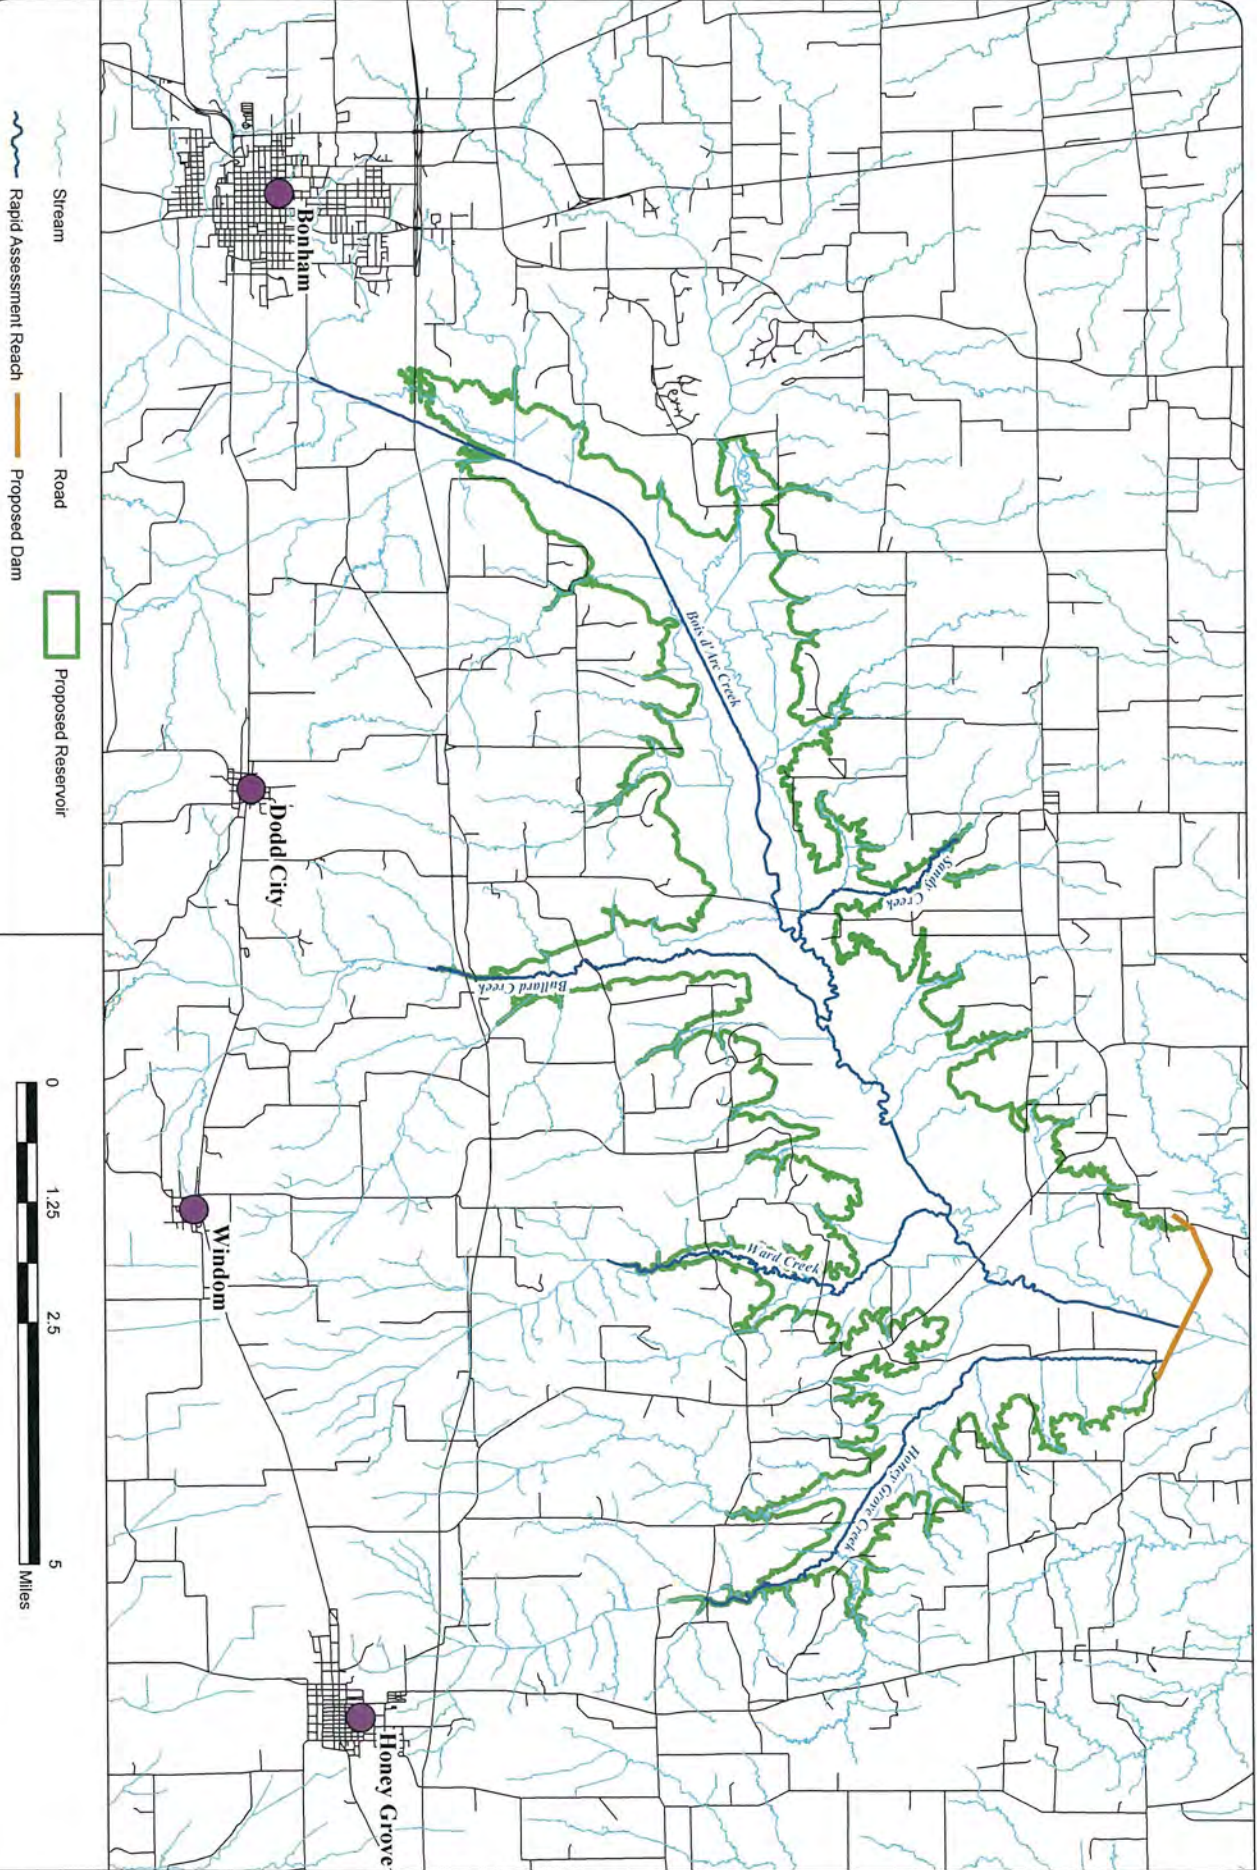 Bonham
Dodd City
Windom
Honey Grove
Bois d'Arc Creek
Sandy
Creek
Bullard Creek
Ward Creek
Honey Grove Creek
Stream
Road
Proposed Reservoir
Rapid Assessment Reach
Proposed Dam
0 1.25 2.5 5
Miles